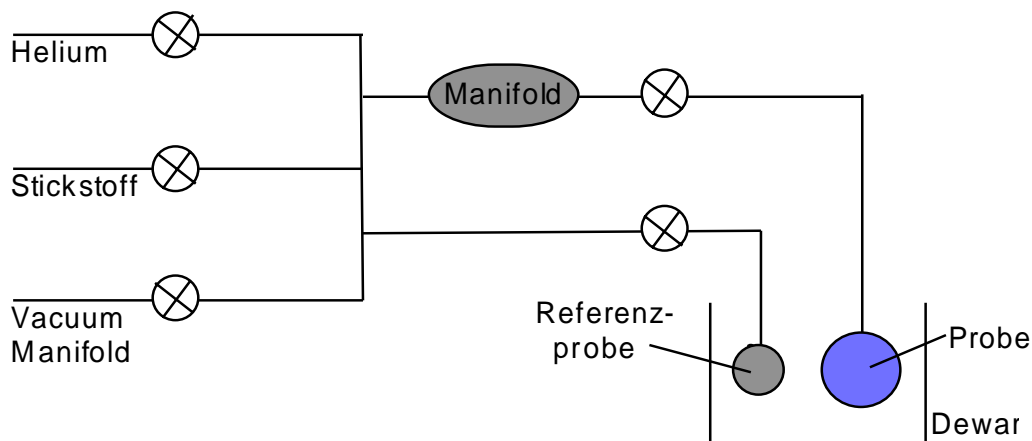 Helium
Manifold
Stickstoff
Vacuum
Manifold
Referenz-
probe
Probe
Dewar